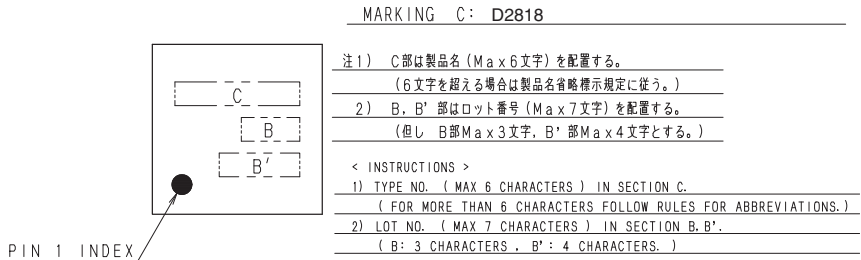 MARKING C: D2818
注1) C部は製品名(Max6文字)を配置する。
(6文字を超える場合は製品名省略標示規定に従う。)
2) B,B'部はロット番号(Max7文字)を配置する。
(但し B部Max3文字,B'部Max4文字とする。)
C
B
B'
PIN 1 INDEX
< INSTRUCTIONS >
1) TYPE NO. ( MAX 6 CHARACTERS ) IN SECTION C.
( FOR MORE THAN 6 CHARACTERS FOLLOW RULES FOR ABBREVIATIONS.)
2) LOT NO. ( MAX 7 CHARACTERS ) IN SECTION B.B'.
( B: 3 CHARACTERS , B': 4 CHARACTERS. )